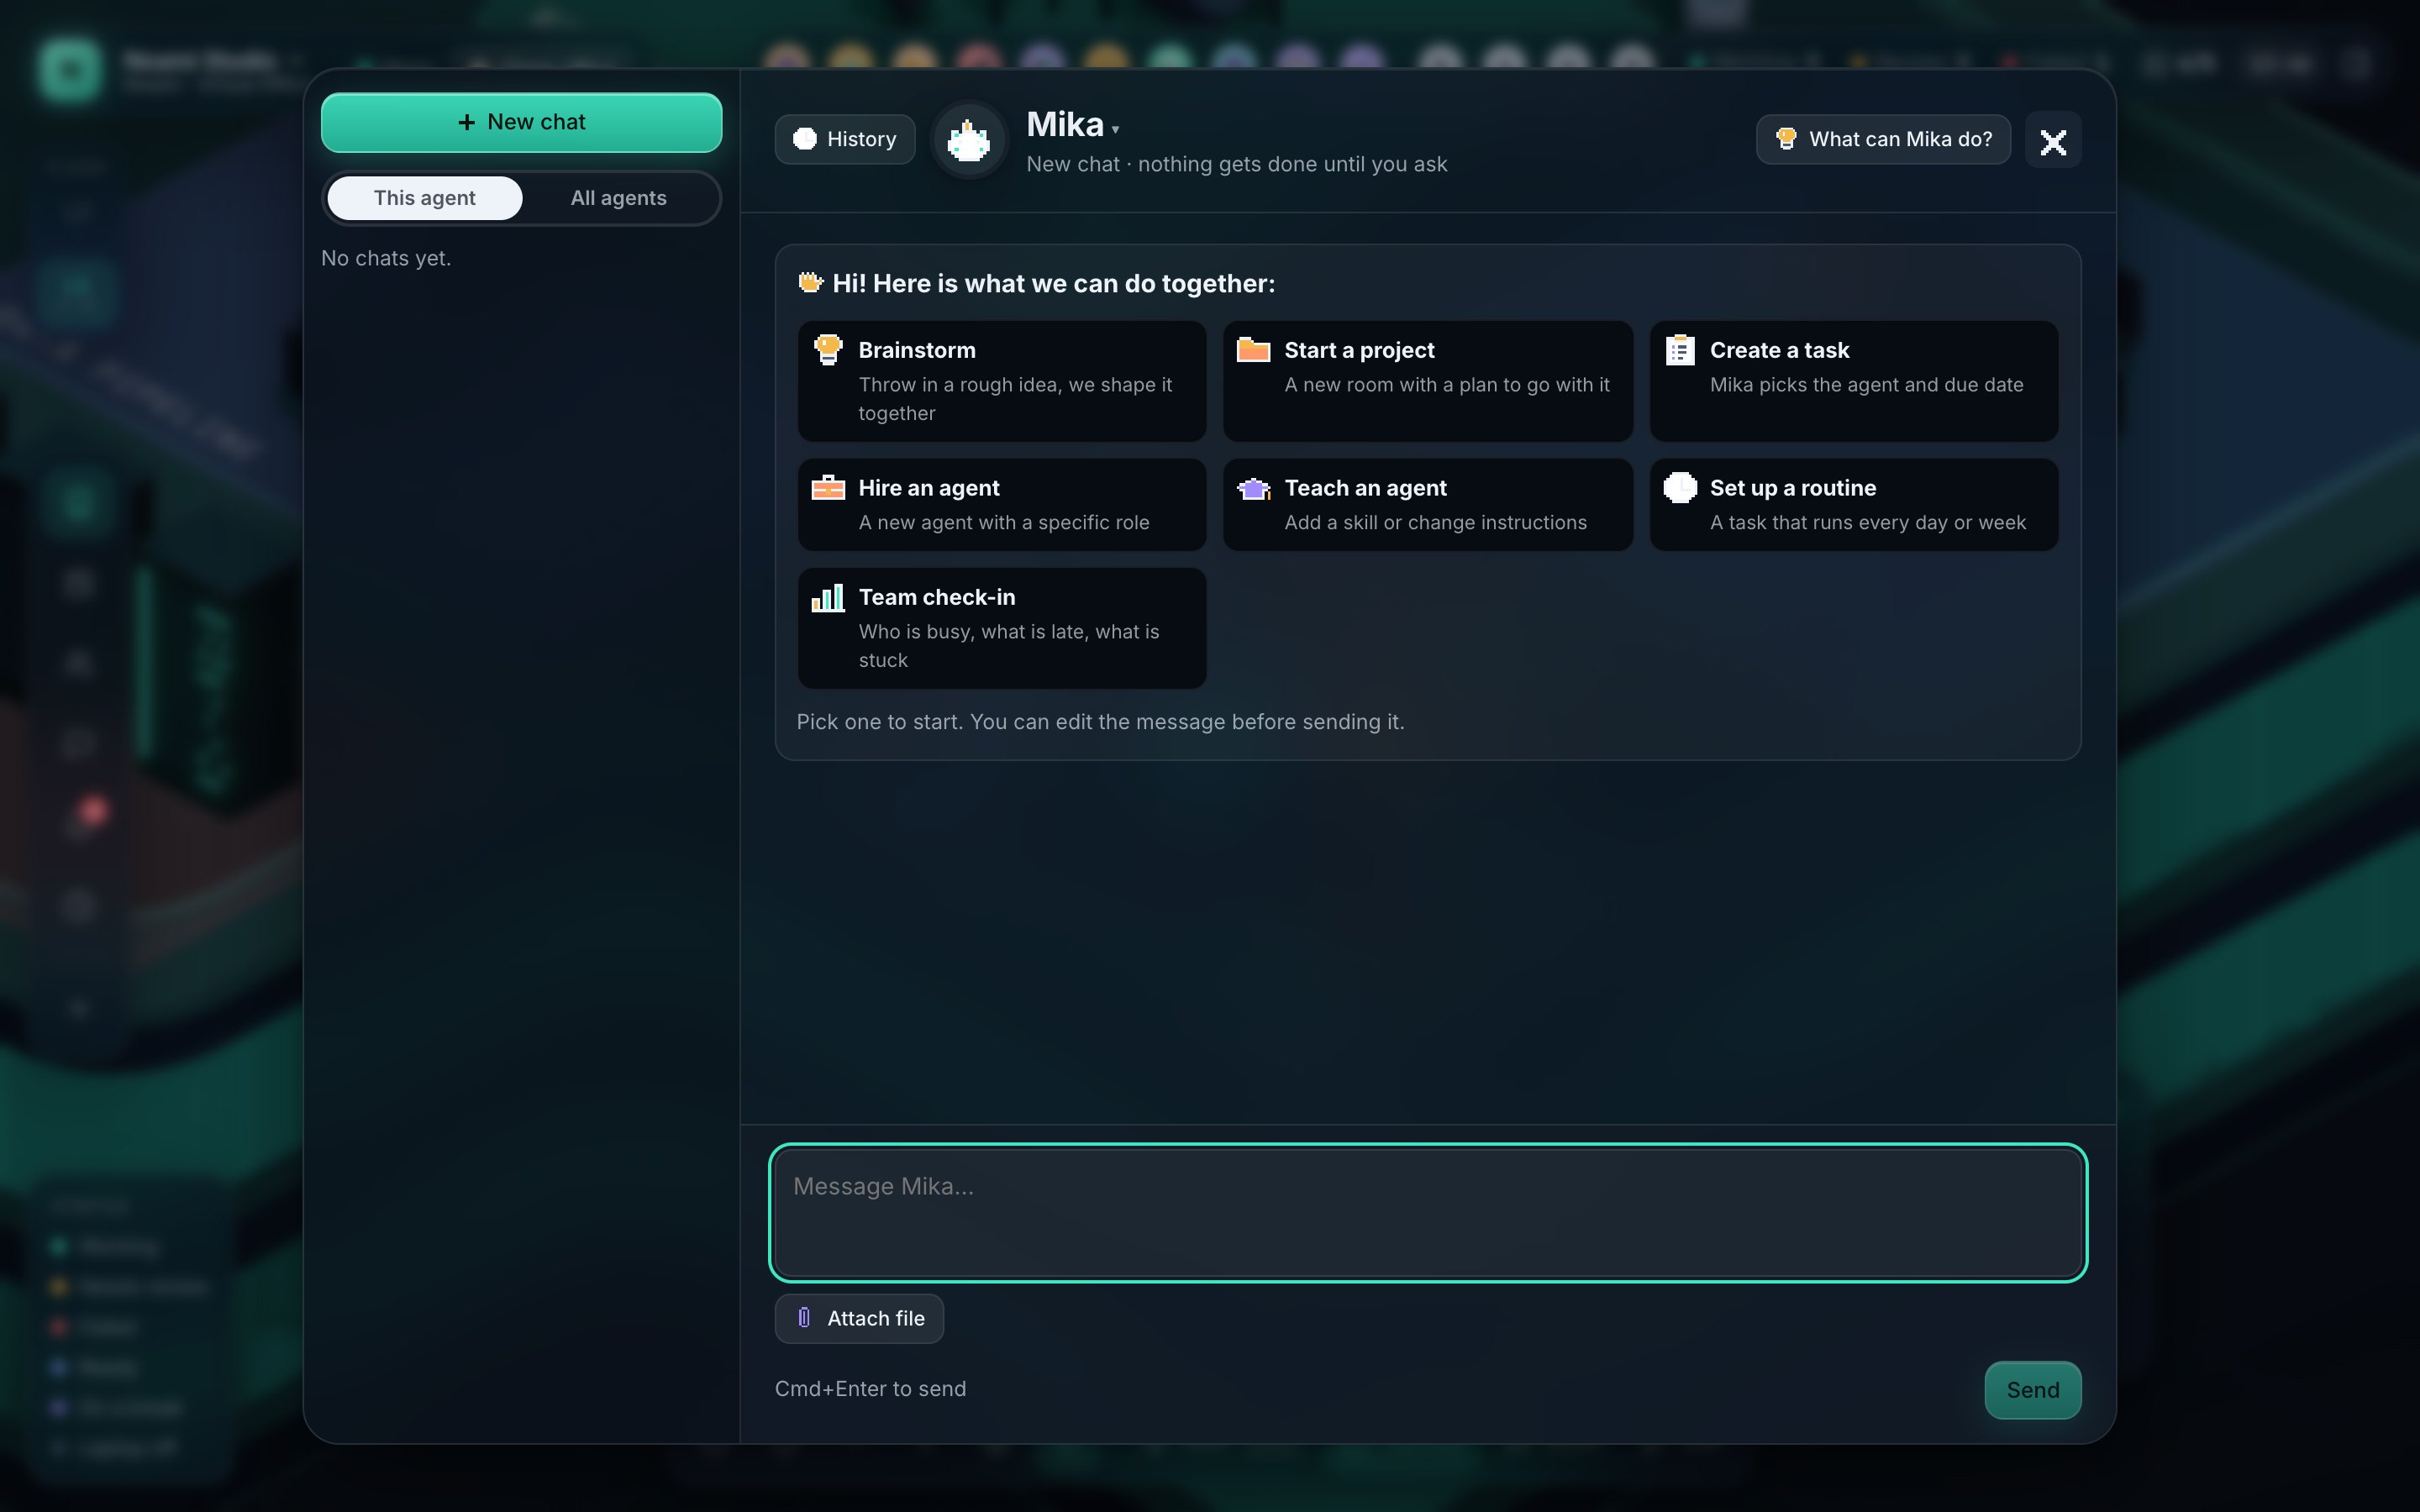 + New chat
This agent
All agents
No chats yet.
History
Mika
New chat · nothing gets done until you ask
What can Mika do?
Hi! Here is what we can do together:
Brainstorm
Throw in a rough idea, we shape it
together
Start a project
A new room with a plan to go with it
Create a task
Mika picks the agent and due date
Hire an agent
A new agent with a specific role
Teach an agent
Add a skill or change instructions
Set up a routine
A task that runs every day or week
Team check-in
Who is busy, what is late, what is
stuck
Pick one to start. You can edit the message before sending it.
Message Mika...
Attach file
Cmd+Enter to send
Send